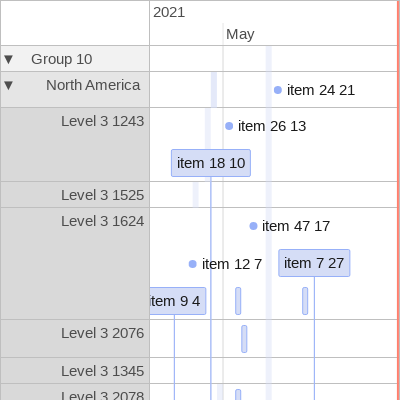 2021
May
▼ Group 10
▼ North America
item 24 21
Level 3 1243
item 26 13
item 18 10
Level 3 1525
Level 3 1624
item 47 17
item 12 7
item 7 27
item 9 4
Level 3 2076
Level 3 1345
Level 3 2078